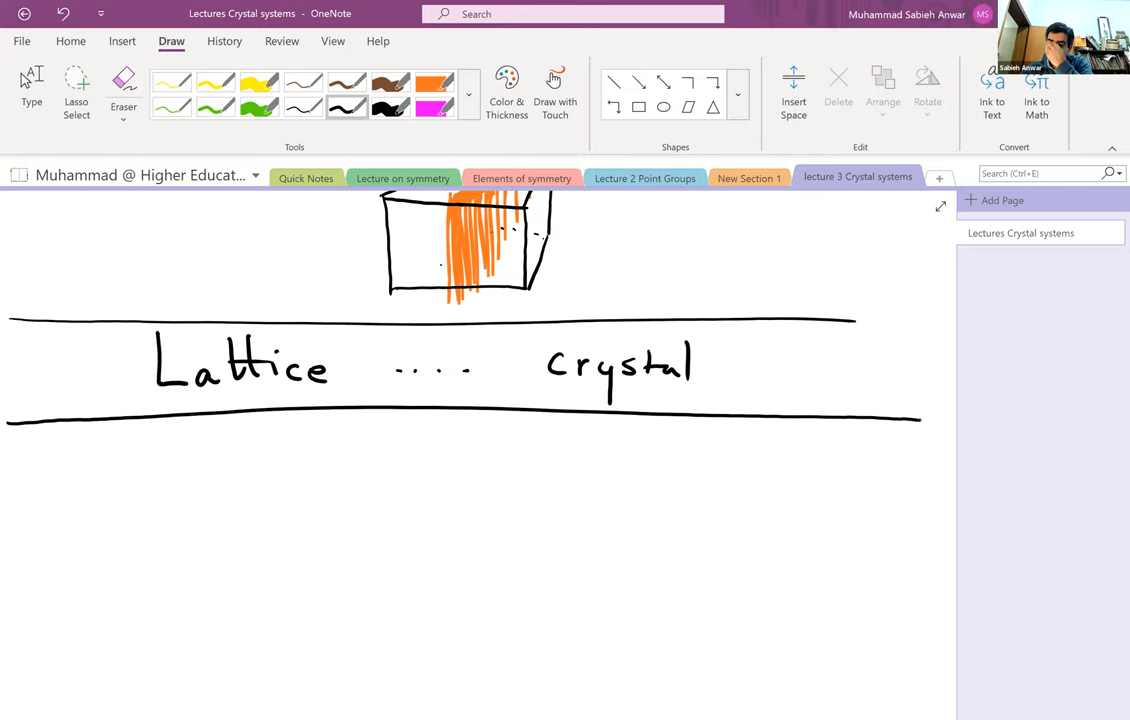 Lectures Crystal systems - OneNote
Search
Muhammad Sabieh Anwar
MS
Sabieh Anwar
File Home Insert Draw History Review View Help
Type
Lasso Select
Eraser
Color & Thickness
Draw with Touch
Insert Space
Delete
Arrange
Rotate
Ink to Text
Ink to Math
Tools
Shapes
Edit
Convert
Muhammad @ Higher Educat...
Quick Notes
Lecture on symmetry
Elements of symmetry
Lecture 2 Point Groups
New Section 1
lecture 3 Crystal systems
Search (Ctrl+E)
Add Page
Lectures Crystal systems
Lattice .... crystal